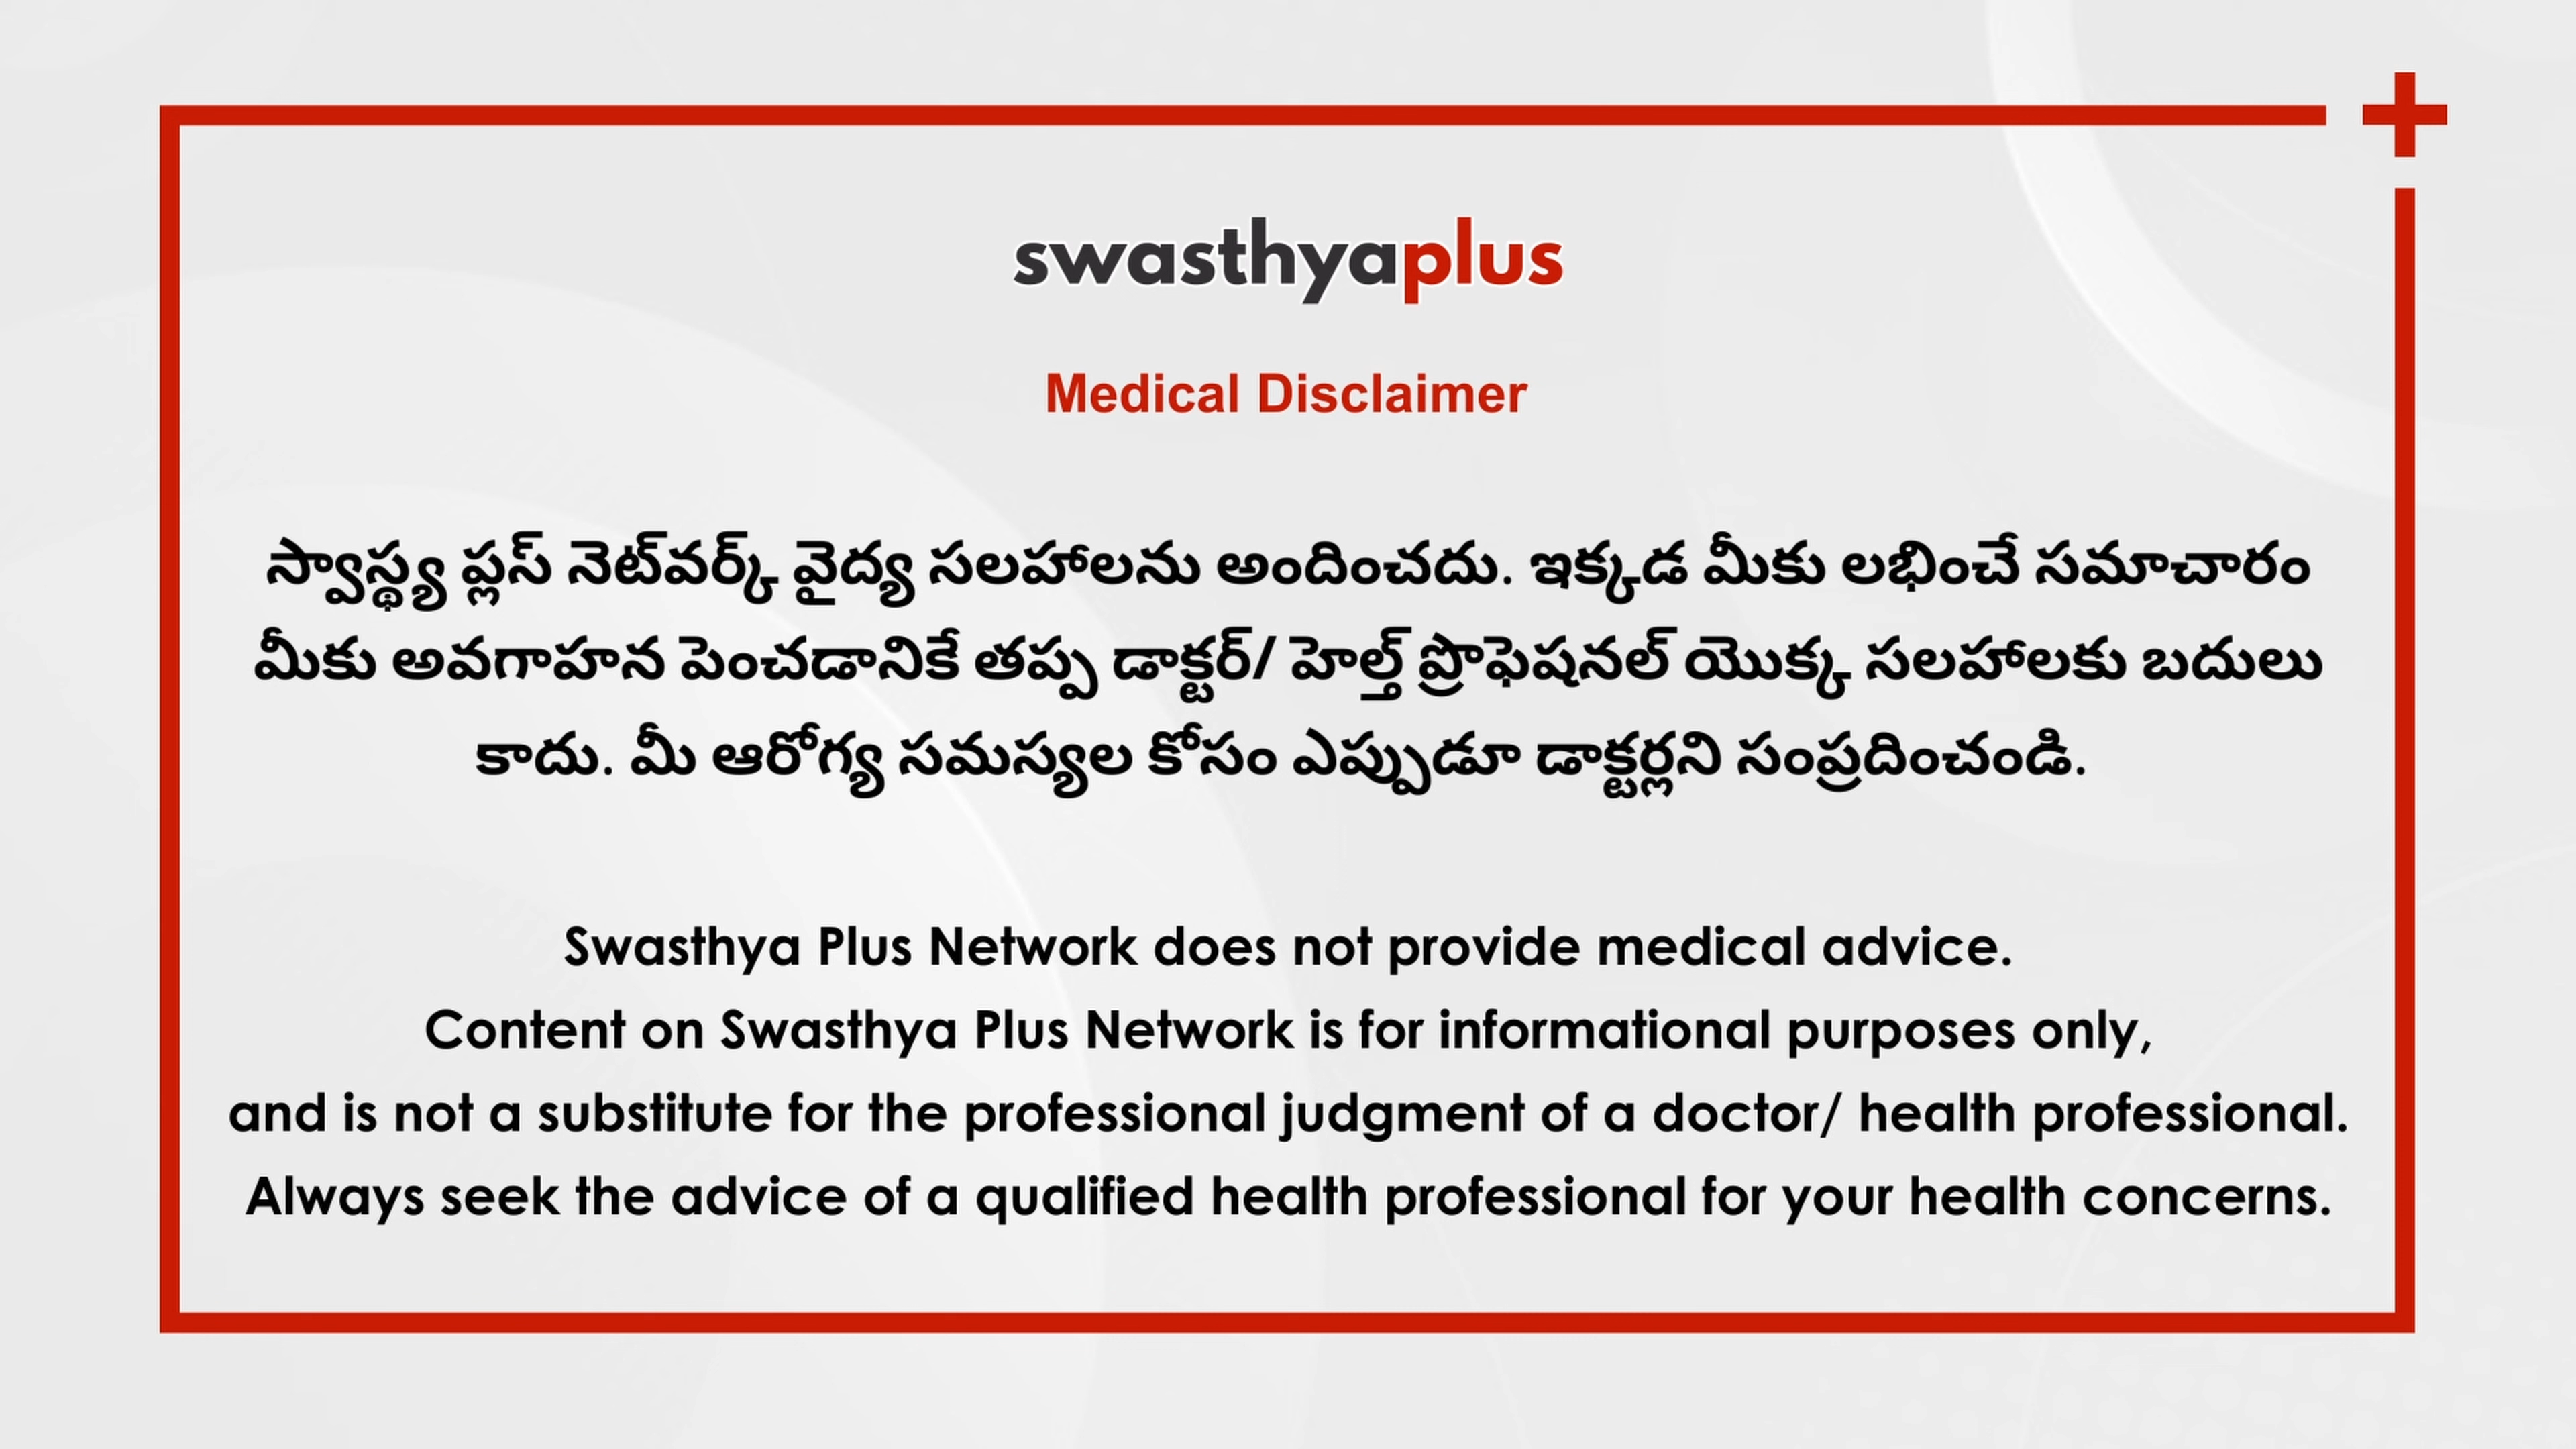 swasthyaplus
Medical Disclaimer
స్వాస్థ్య ప్లస్ నెట్‌వర్క్ వైద్య సలహాలను అందించదు. ఇక్కడ మీకు లభించే సమాచారం
మీకు అవగాహన పెంచడానికే తప్ప డాక్టర్/ హెల్త్ ప్రొఫెషనల్ యొక్క సలహాలకు బదులు
కాదు. మీ ఆరోగ్య సమస్యల కోసం ఎప్పుడూ డాక్టర్లని సంప్రదించండి.
Swasthya Plus Network does not provide medical advice.
Content on Swasthya Plus Network is for informational purposes only,
and is not a substitute for the professional judgment of a doctor/ health professional.
Always seek the advice of a qualified health professional for your health concerns.